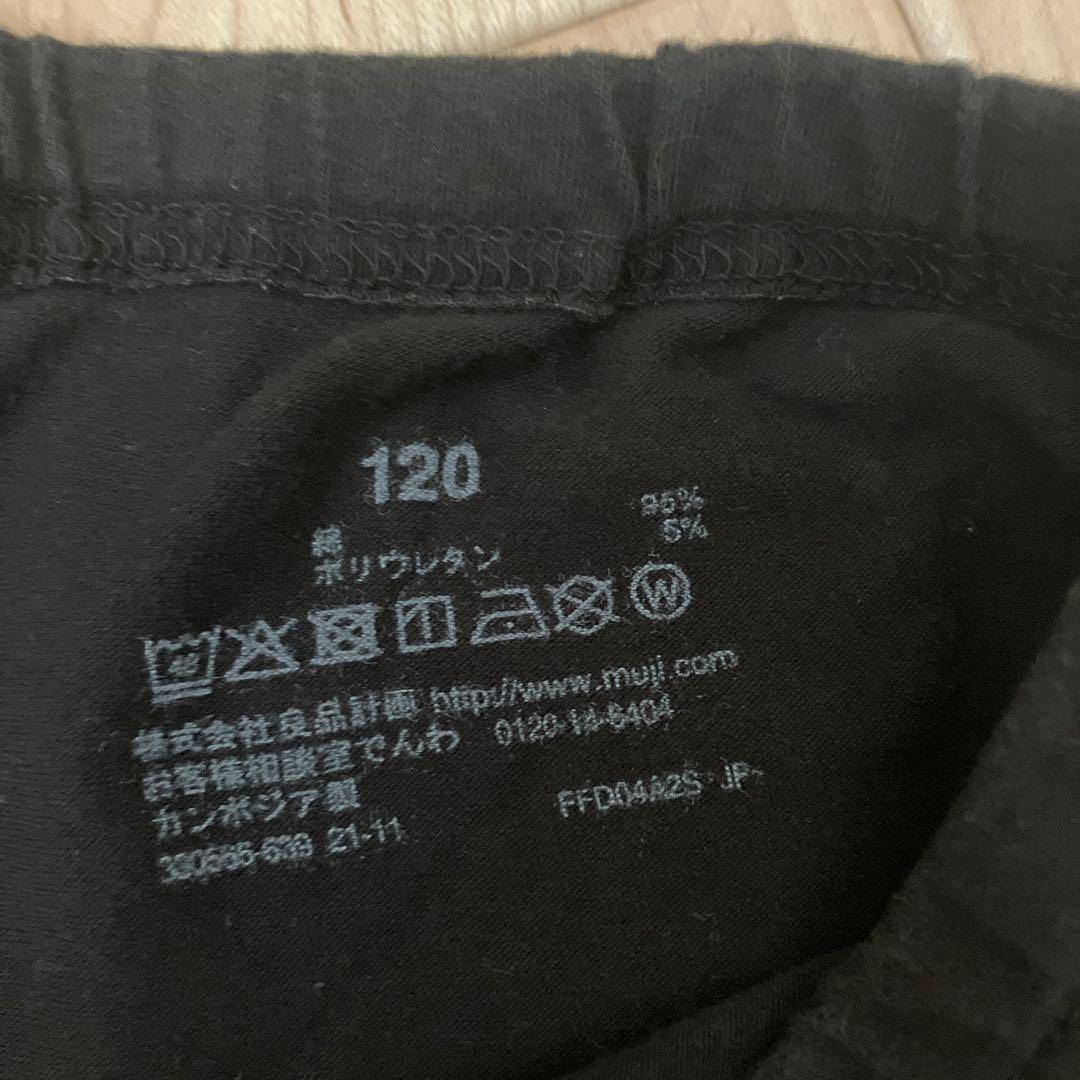 120
綿 95%
ポリウレタン 5%
40
W
株式会社良品計画 http://www.muji.com
お客様相談室でんわ 0120-14-6404
カンボジア製 FFD04A2S JP
21-11